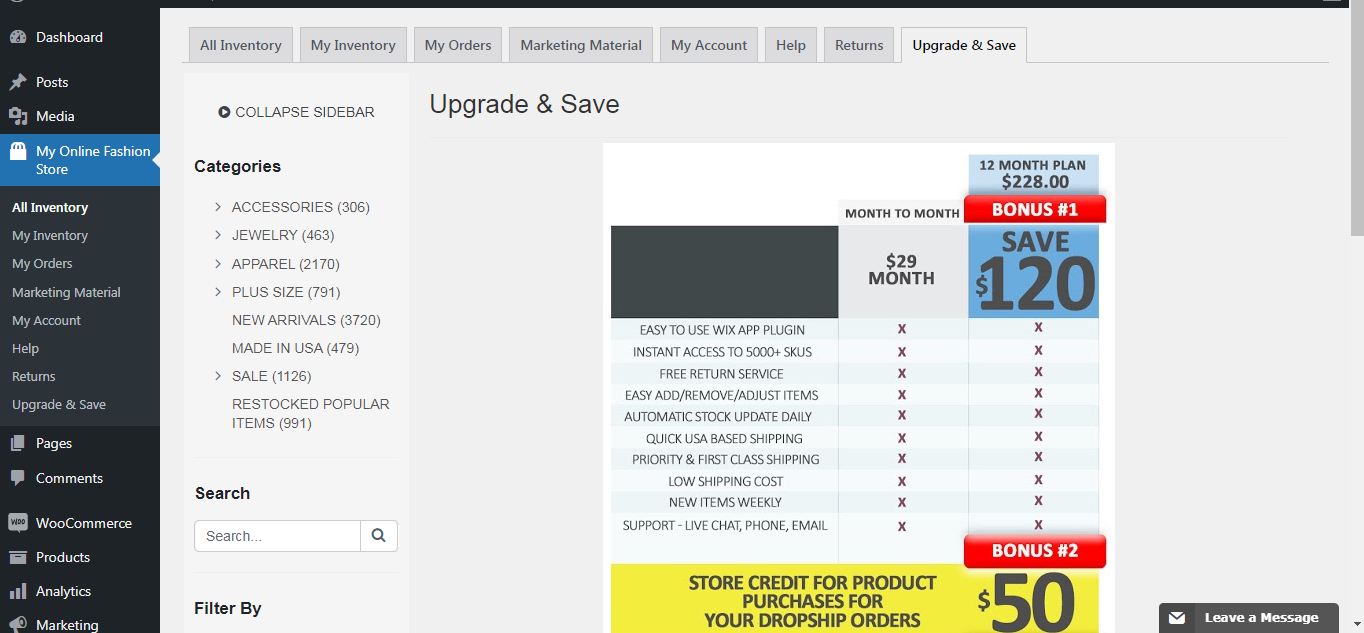 Dashboard
Posts
Media
My Online Fashion
Store
All Inventory
My Inventory
My Orders
Marketing Material
My Account
Help
Returns
Upgrade & Save
Pages
Comments
WooCommerce
Products
Analytics
Marketing
All Inventory
My Inventory
My Orders
Marketing Material
My Account
Help
Returns
Upgrade & Save
COLLAPSE SIDEBAR
Categories
ACCESSORIES (306)
JEWELRY (463)
APPAREL (2170)
PLUS SIZE (791)
NEW ARRIVALS (3720)
MADE IN USA (479)
SALE (1126)
RESTOCKED POPULAR
ITEMS (991)
Search
Search...
Filter By
Upgrade & Save
12 MONTH PLAN
$228.00
MONTH TO MONTH
BONUS #1
$29
MONTH
SAVE
$120
EASY TO USE WIX APP PLUGIN X X
INSTANT ACCESS TO 5000+ SKUS X X
FREE RETURN SERVICE X X
EASY ADD/REMOVE/ADJUST ITEMS X X
AUTOMATIC STOCK UPDATE DAILY X X
QUICK USA BASED SHIPPING X X
PRIORITY & FIRST CLASS SHIPPING X X
LOW SHIPPING COST X X
NEW ITEMS WEEKLY X X
SUPPORT - LIVE CHAT, PHONE, EMAIL X X
BONUS #2
STORE CREDIT FOR PRODUCT
PURCHASES FOR
YOUR DROPSHIP ORDERS
$50
Leave a Message